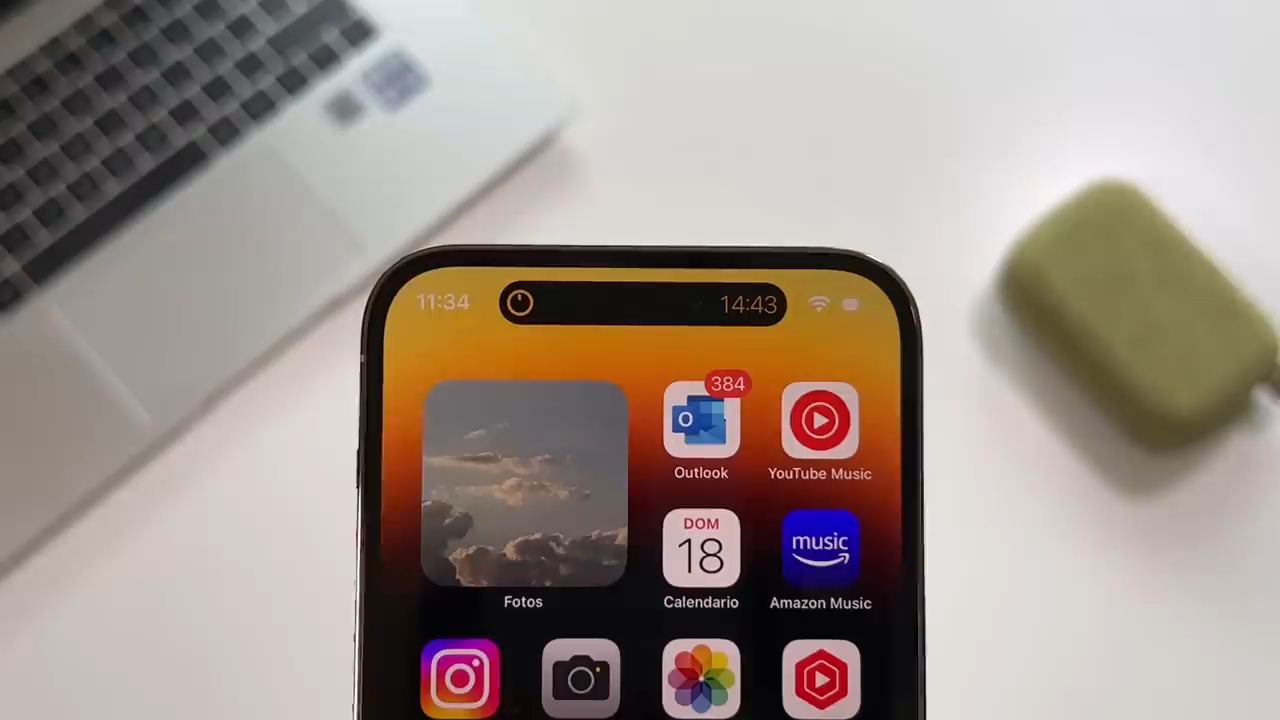 11:34
14:43
384
O
Outlook
YouTube Music
DOM
18
music
Calendario
Amazon Music
Fotos